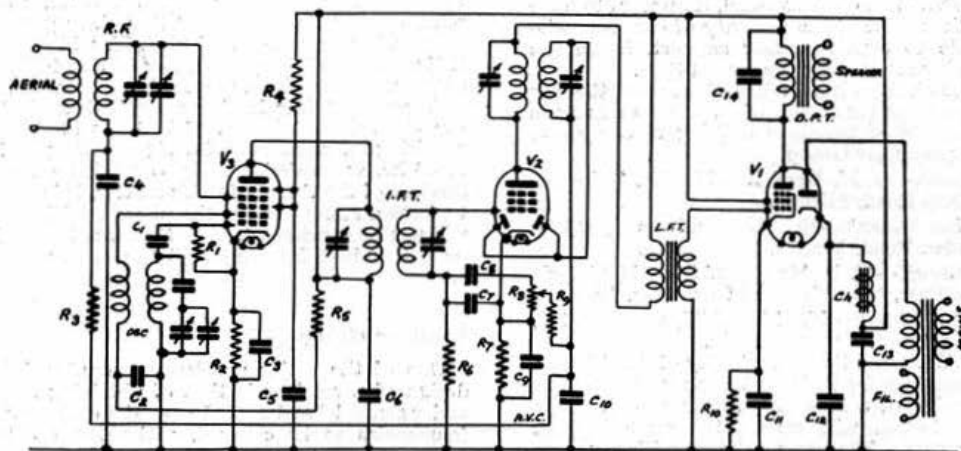 R.F.
AERIAL
R4
C14
SPEAKER
O.P.T.
C4
V3
V2
V1
I.F.T.
L.F.T.
C1
R1
C8
C7
R8
R9
Ch
R3
OSC
R5
C13
R2
C3
R6
R7
C9
C2
C5
C6
A.V.C.
C10
R10
C11
C12
FIL.